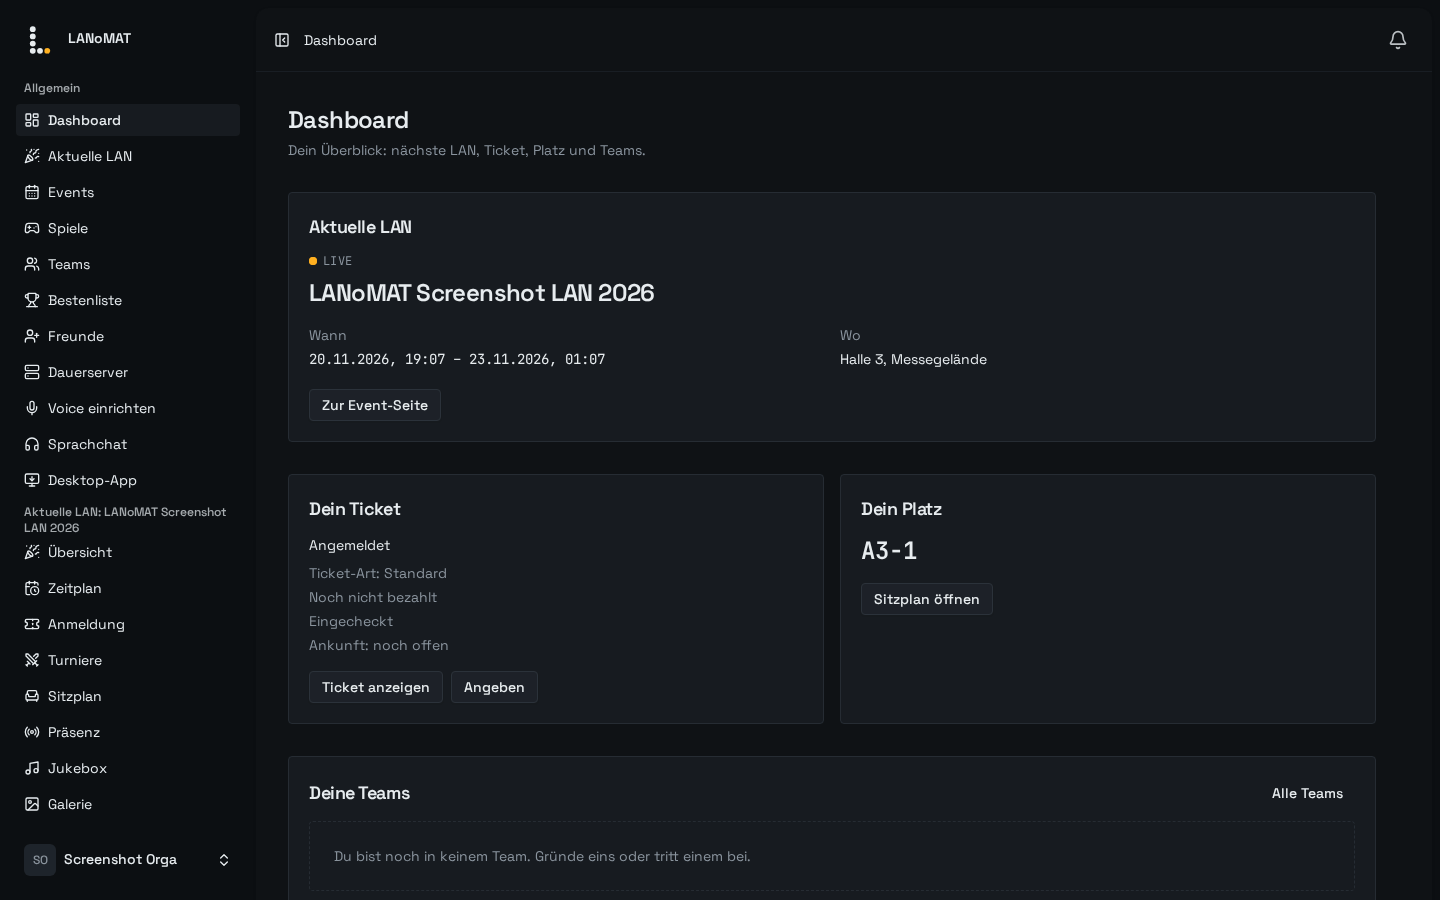 LANoMAT
Allgemein
Dashboard
Aktuelle LAN
Events
Spiele
Teams
Bestenliste
Freunde
Dauerserver
Voice einrichten
Sprachchat
Desktop-App
Aktuelle LAN: LANoMAT Screenshot
LAN 2026
Übersicht
Zeitplan
Anmeldung
Turniere
Sitzplan
Präsenz
Jukebox
Galerie
SO
Screenshot Orga
Dashboard
Dashboard
Dein Überblick: nächste LAN, Ticket, Platz und Teams.
Aktuelle LAN
LIVE
LANoMAT Screenshot LAN 2026
Wann
20.11.2026, 19:07 – 23.11.2026, 01:07
Wo
Halle 3, Messegelände
Zur Event-Seite
Dein Ticket
Angemeldet
Ticket-Art: Standard
Noch nicht bezahlt
Eingecheckt
Ankunft: noch offen
Ticket anzeigen
Angeben
Dein Platz
A3-1
Sitzplan öffnen
Deine Teams
Alle Teams
Du bist noch in keinem Team. Gründe eins oder tritt einem bei.